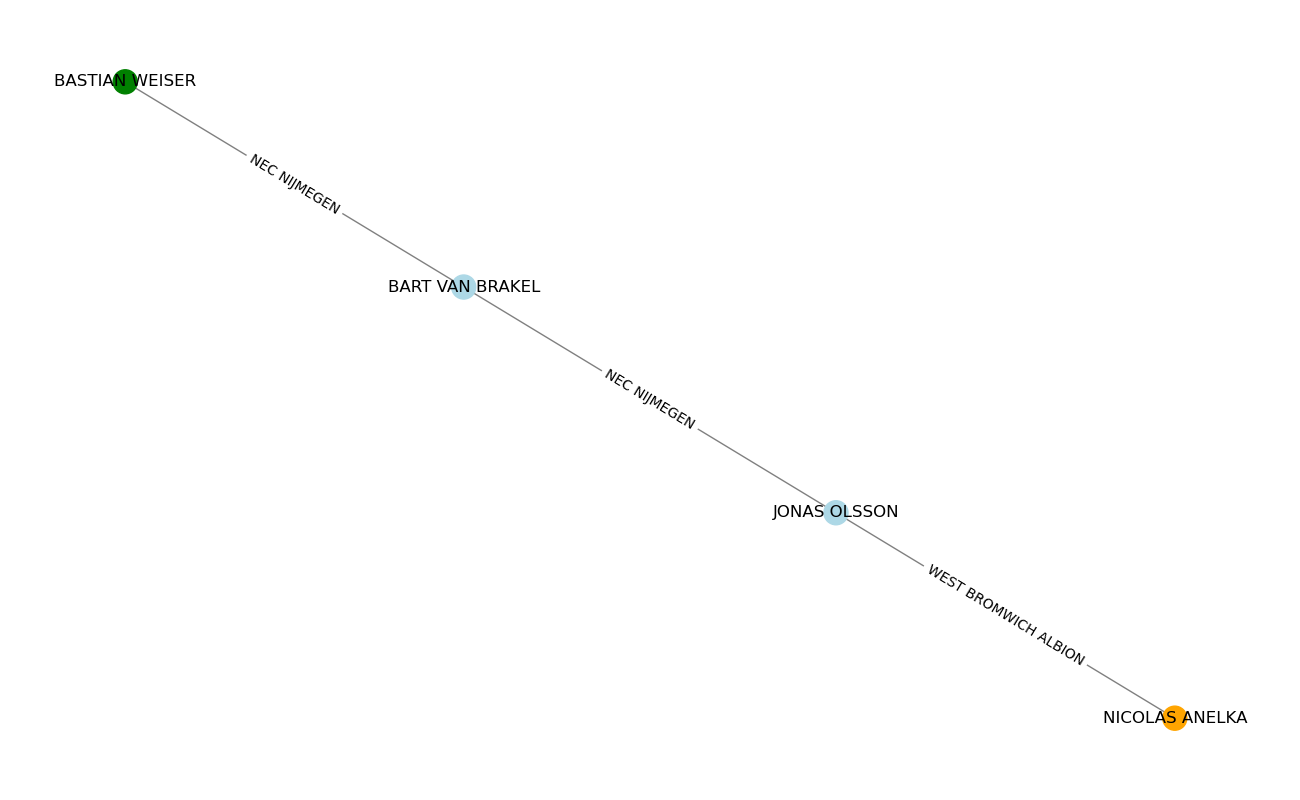 BASTIAN WEISER
NEC NIJMEGEN
BART VAN BRAKEL
NEC NIJMEGEN
JONAS OLSSON
WEST BROMWICH ALBION
NICOLAS ANELKA